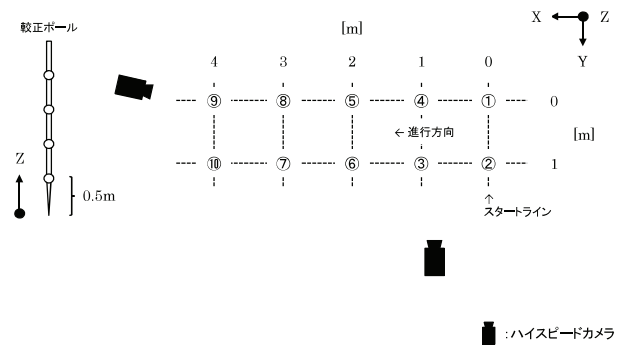 較正ポール
[m]
X
Z
Y
4 3 2 1 0
⑨ ⑧ ⑤ ④ ① 0
Z
←進行方向
[m]
⑩ ⑦ ⑥ ③ ② 1
0.5m
↑
スタートライン
:ハイスピードカメラ